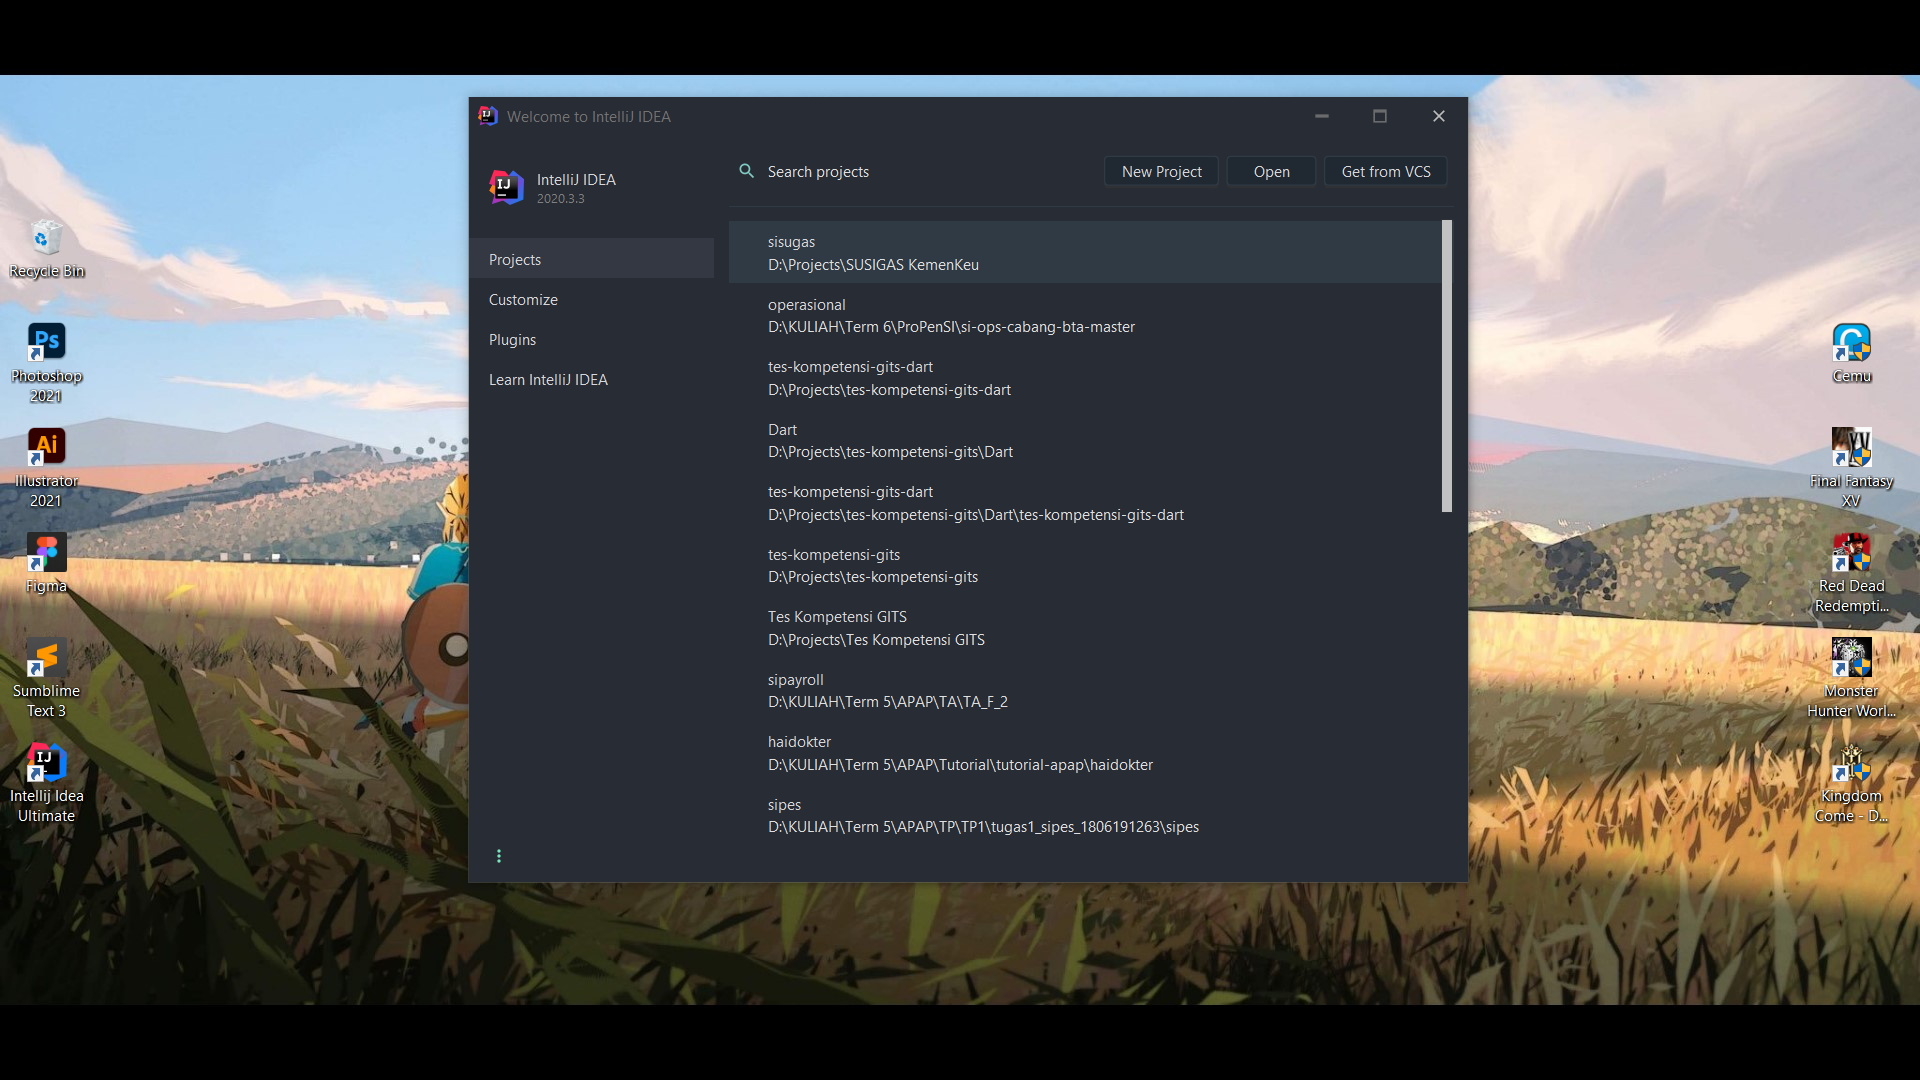 Welcome to IntelliJ IDEA
IntelliJ IDEA
2020.3.3
Search projects
New Project
Open
Get from VCS
Projects
Customize
Plugins
Learn IntelliJ IDEA
sisugas
D:\Projects\SUSIGAS KemenKeu
operasional
D:\KULIAH\Term 6\ProPenSI\si-ops-cabang-bta-master
tes-kompetensi-gits-dart
D:\Projects\tes-kompetensi-gits-dart
Dart
D:\Projects\tes-kompetensi-gits\Dart
tes-kompetensi-gits-dart
D:\Projects\tes-kompetensi-gits\Dart\tes-kompetensi-gits-dart
tes-kompetensi-gits
D:\Projects\tes-kompetensi-gits
Tes Kompetensi GITS
D:\Projects\Tes Kompetensi GITS
sipayroll
D:\KULIAH\Term 5\APAP\TA\TA_F_2
haidokter
D:\KULIAH\Term 5\APAP\Tutorial\tutorial-apap\haidokter
sipes
D:\KULIAH\Term 5\APAP\TP\TP1\tugas1_sipes_1806191263\sipes
Recycle Bin
Ps
Photoshop
2021
Ai
Illustrator
2021
Figma
Sumblime
Text 3
IJ
Intellij Idea
Ultimate
Cemu
XV
Final Fantasy
XV
Red Dead
Redempti...
Monster
Hunter Worl...
Kingdom
Come - D...